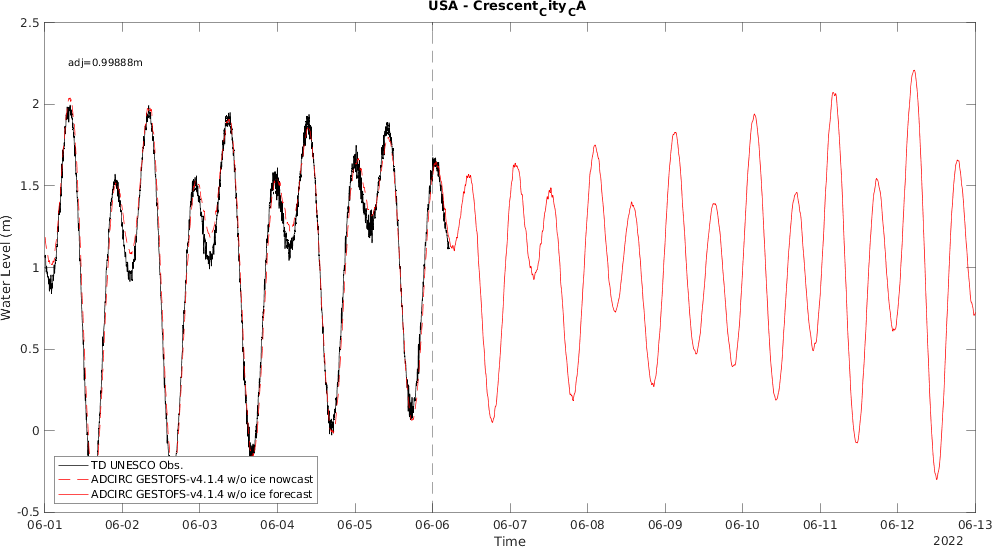 USA - Crescent_City_CA
adj=0.99888m
2.5
2
1.5
1
0.5
0
-0.5
Water Level (m)
TD UNESCO Obs.
ADCIRC GESTOFS-v4.1.4 w/o ice nowcast
ADCIRC GESTOFS-v4.1.4 w/o ice forecast
06-01 06-02 06-03 06-04 06-05 06-06 06-07 06-08 06-09 06-10 06-11 06-12 06-13
Time
2022